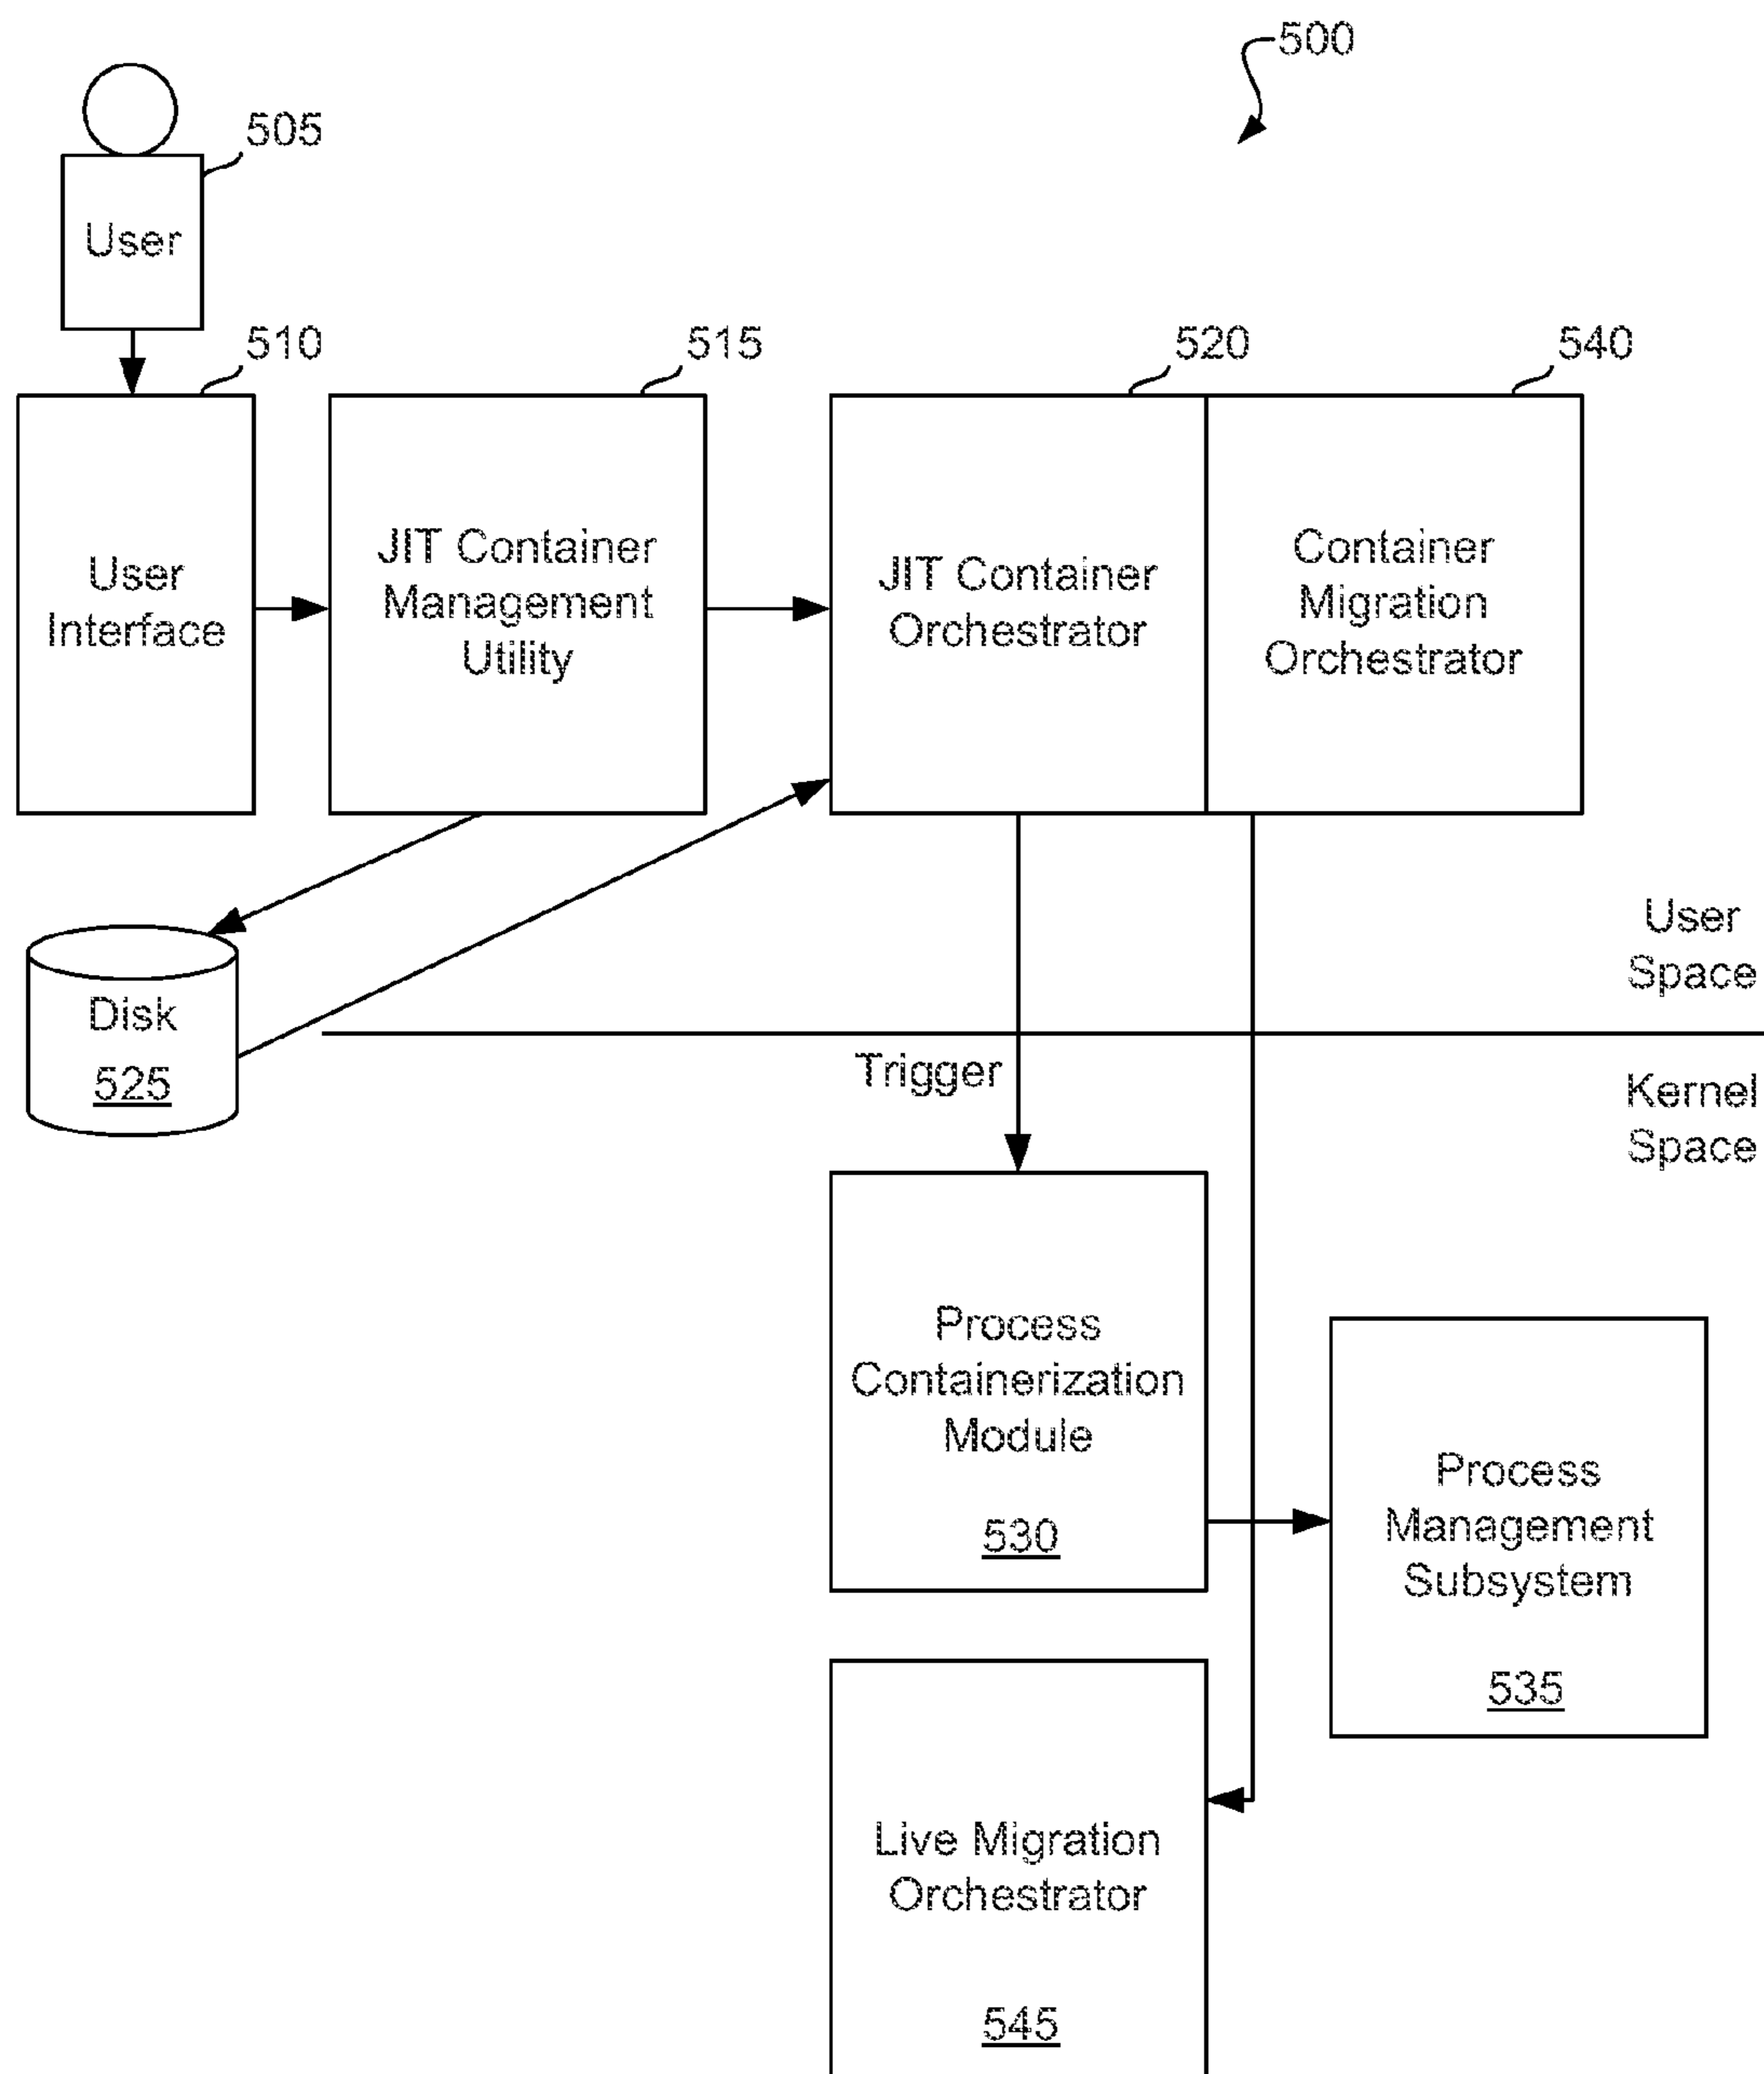 500
505
User
510
515
520
540
User
Interface
JIT Container
Management
Utility
JIT Container
Orchestrator
Container
Migration
Orchestrator
User
Space
Disk
525
Trigger
Kernel
Space
Process
Containerization
Module
530
Process
Management
Subsystem
535
Live Migration
Orchestrator
545